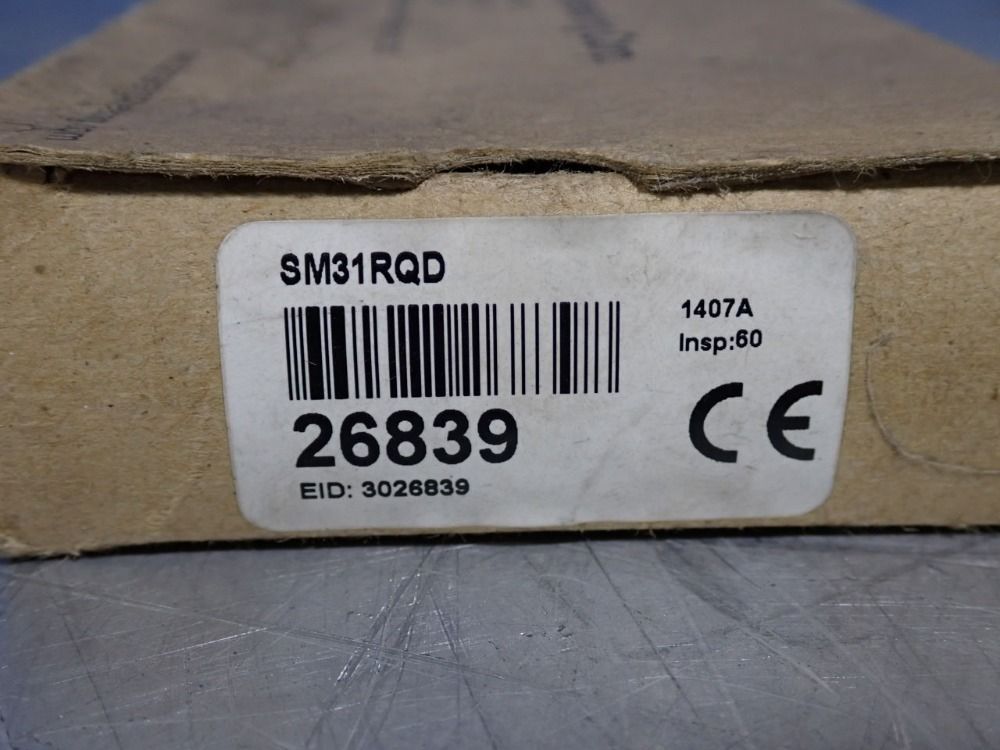 SM31RQD
1407A
Insp:60
26839
CE
EID: 3026839